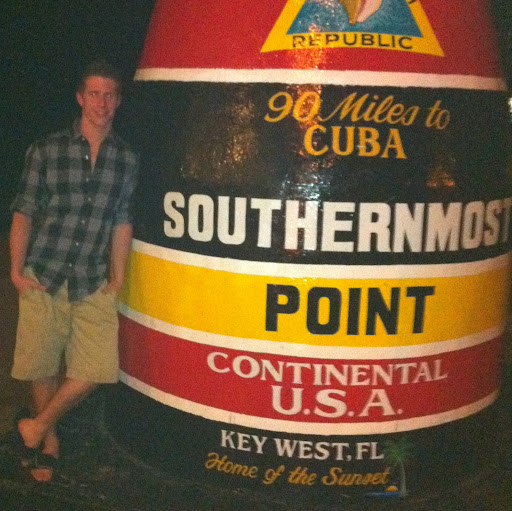 REPUBLIC
90 Miles to
CUBA
SOUTHERNMOST
POINT
CONTINENTAL
U.S.A.
KEY WEST, FL
Home of the Sunset